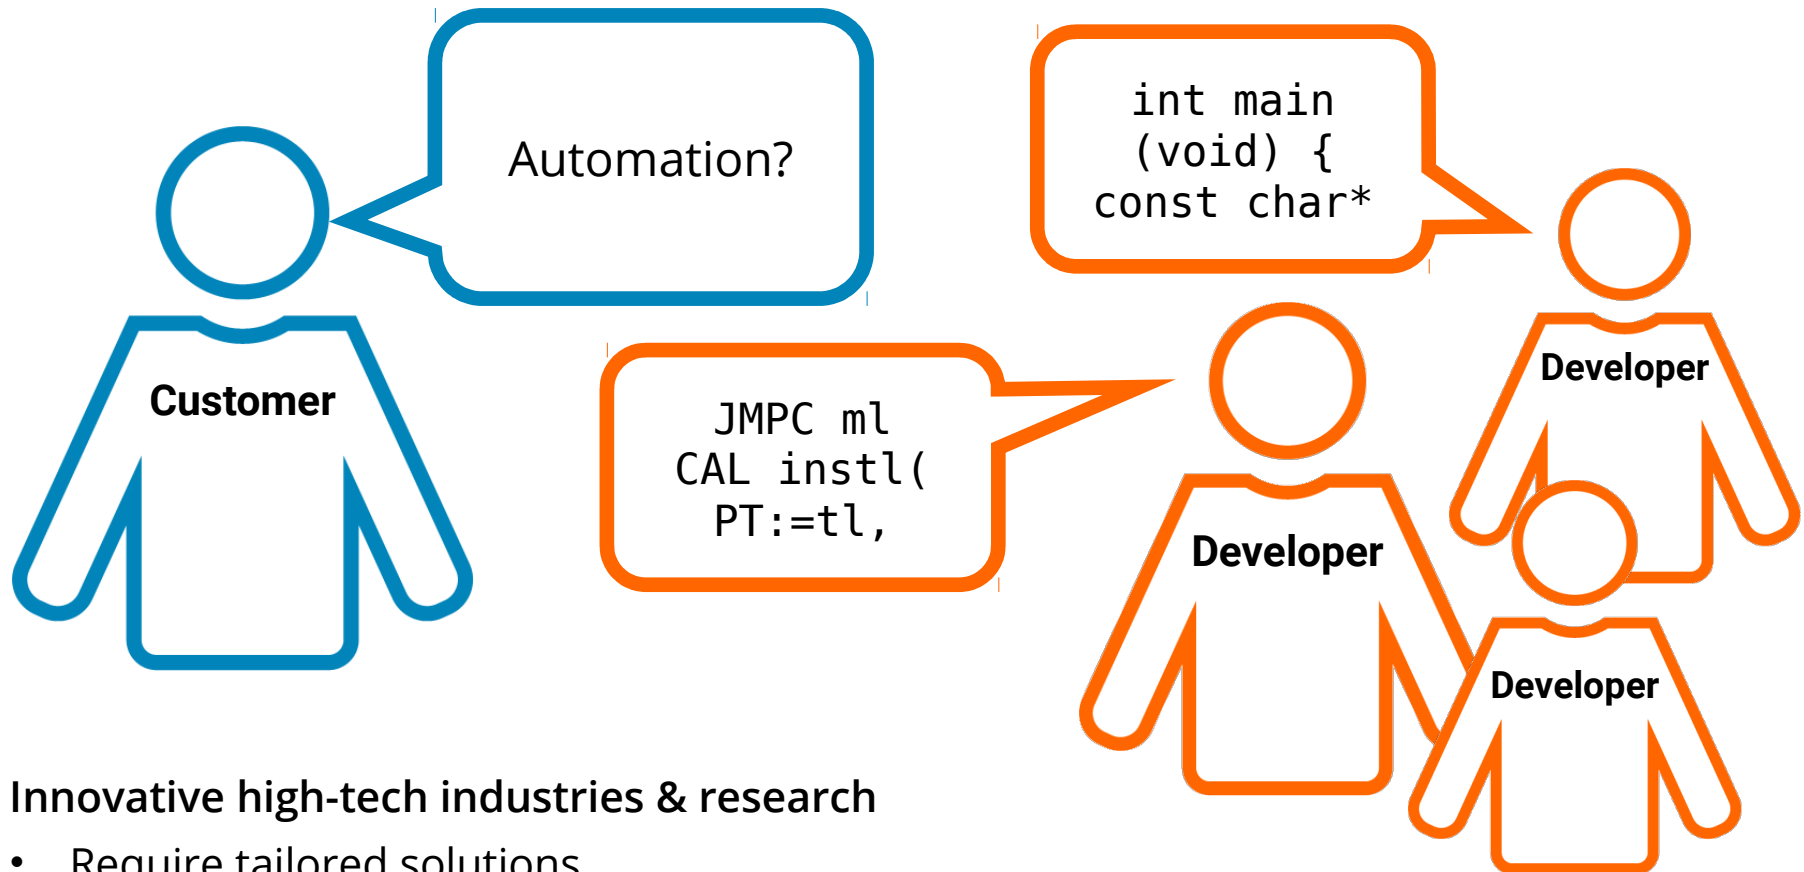 Automation?
int main
(void) {
const char*
Customer
Developer
JMPC ml
CAL instl(
PT:=tl,
Developer
Developer
Innovative high-tech industries & research
• Require tailored solutions